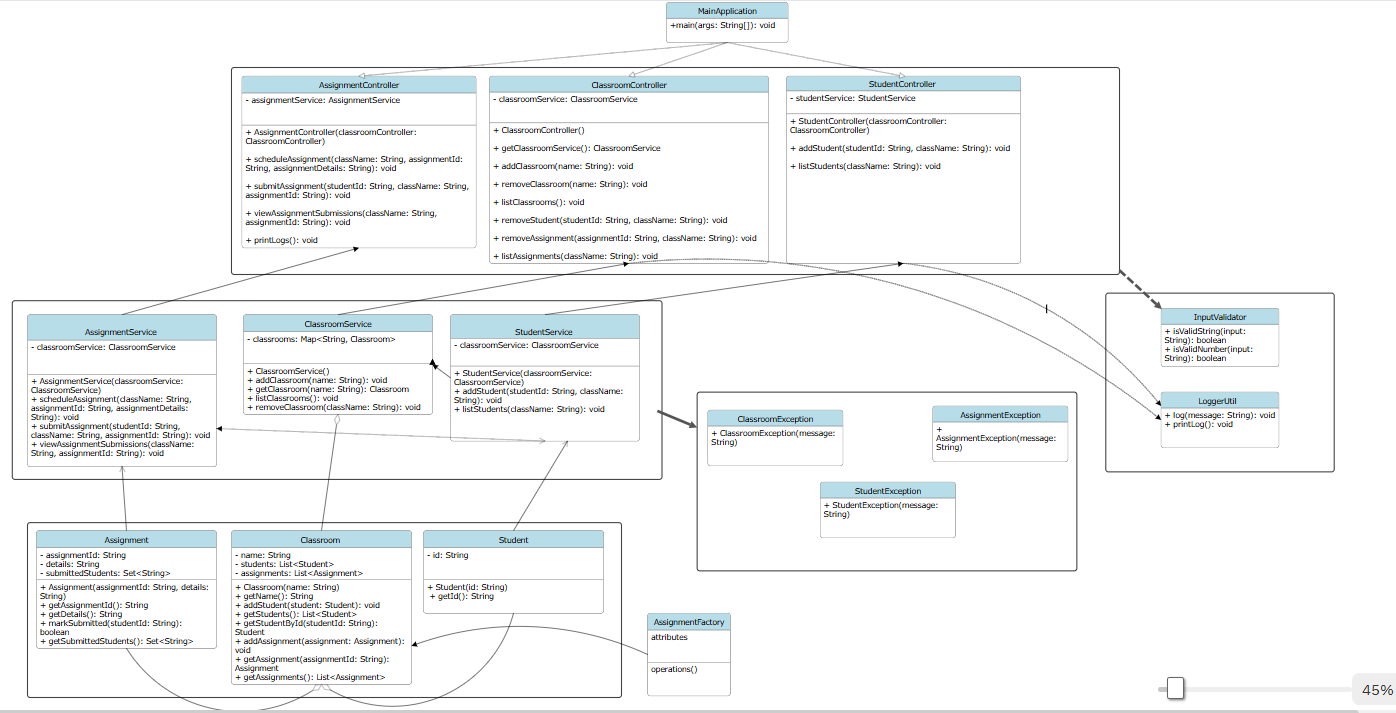 MainApplication
+main(args: String[]): void
AssignmentController
- assignmentService: AssignmentService
+ AssignmentController(classroomController:
ClassroomController)
+ scheduleAssignment(className: String, assignmentId:
String, assignmentDetails: String): void
+ submitAssignment(studentId: String, className: String,
assignmentId: String): void
+ viewAssignmentSubmissions(className: String,
assignmentId: String): void
+ printLogs(): void
ClassroomController
- classroomService: ClassroomService
+ ClassroomController()
+ getClassroomService(): ClassroomService
+ addClassroom(name: String): void
+ removeClassroom(name: String): void
+ listClassrooms(): void
+ removeStudent(studentId: String, className: String): void
+ removeAssignment(assignmentId: String, className: String): void
+ listAssignments(className: String): void
StudentController
- studentService: StudentService
+ StudentController(classroomController:
ClassroomController)
+ addStudent(studentId: String, className: String): void
+ listStudents(className: String): void
AssignmentService
- classroomService: ClassroomService
+ AssignmentService(classroomService:
ClassroomService)
+ scheduleAssignment(className: String,
assignmentId: String, assignmentDetails:
String): void
+ submitAssignment(studentId: String,
className: String, assignmentId: String): void
+ viewAssignmentSubmissions(className:
String, assignmentId: String): void
ClassroomService
- classrooms: Map<String, Classroom>
+ ClassroomService()
+ addClassroom(name: String): void
+ getClassroom(name: String): Classroom
+ listClassrooms(): void
+ removeClassroom(className: String): void
StudentService
- classroomService: ClassroomService
+ StudentService(classroomService:
ClassroomService)
+ addStudent(studentId: String, className:
String): void
+ listStudents(className: String): void
InputValidator
+ isValidString(input:
String): boolean
+ isValidNumber(input:
String): boolean
LoggerUtil
+ log(message: String): void
+ printLog(): void
ClassroomException
+ ClassroomException(message:
String)
AssignmentException
+
AssignmentException(message:
String)
StudentException
+ StudentException(message:
String)
Assignment
- assignmentId: String
- details: String
- submittedStudents: Set<String>
+ Assignment(assignmentId: String, details:
String)
+ getAssignmentId(): String
+ getDetails(): String
+ markSubmitted(studentId: String):
boolean
+ getSubmittedStudents(): Set<String>
Classroom
- name: String
- students: List<Student>
- assignments: List<Assignment>
+ Classroom(name: String)
+ getName(): String
+ addStudent(student: Student): void
+ getStudents(): List<Student>
+ getStudentById(studentId: String):
Student
+ addAssignment(assignment: Assignment):
void
+ getAssignment(assignmentId: String):
Assignment
+ getAssignments(): List<Assignment>
Student
- id: String
+ Student(id: String)
+ getId(): String
AssignmentFactory
attributes
operations()
45%